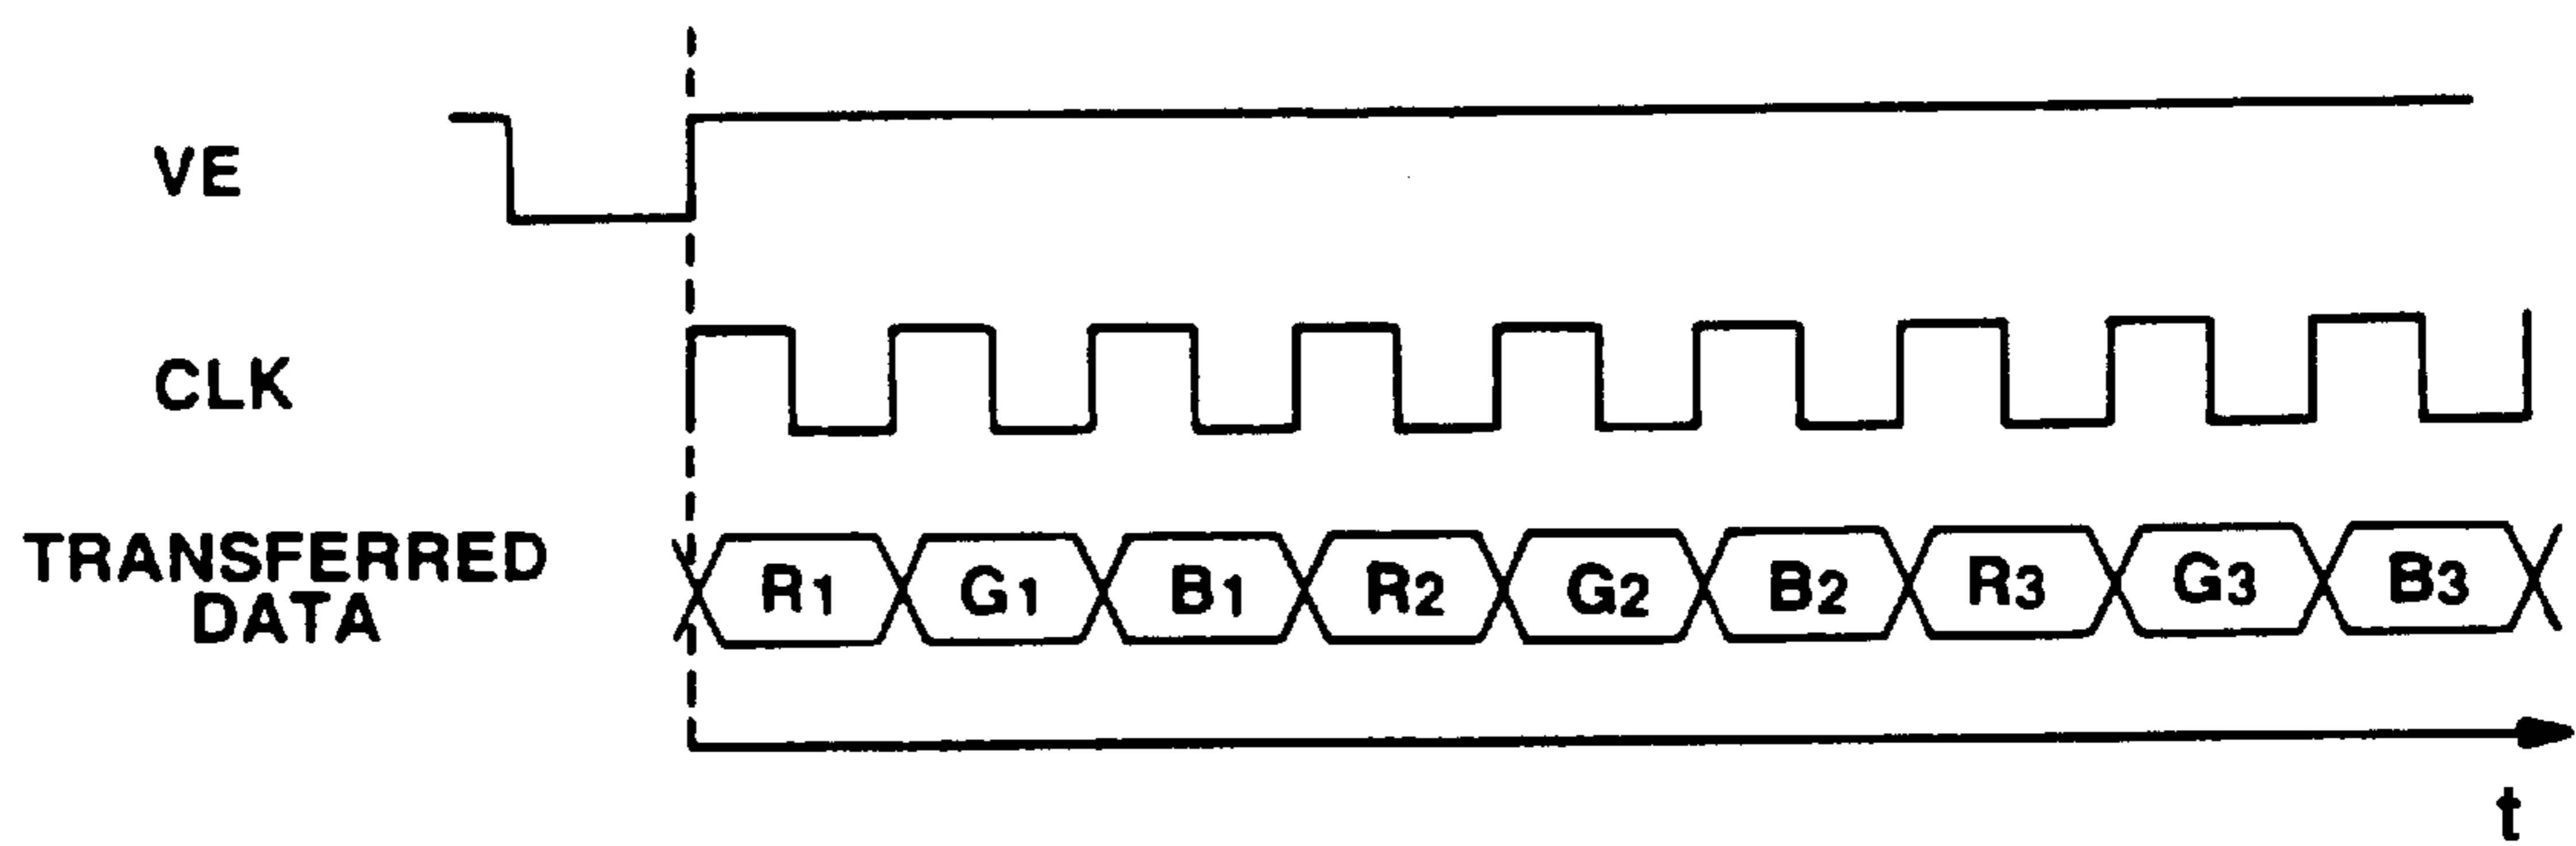 VE
CLK
TRANSFERRED
DATA
R1 G1 B1 R2 G2 B2 R3 G3 B3
t